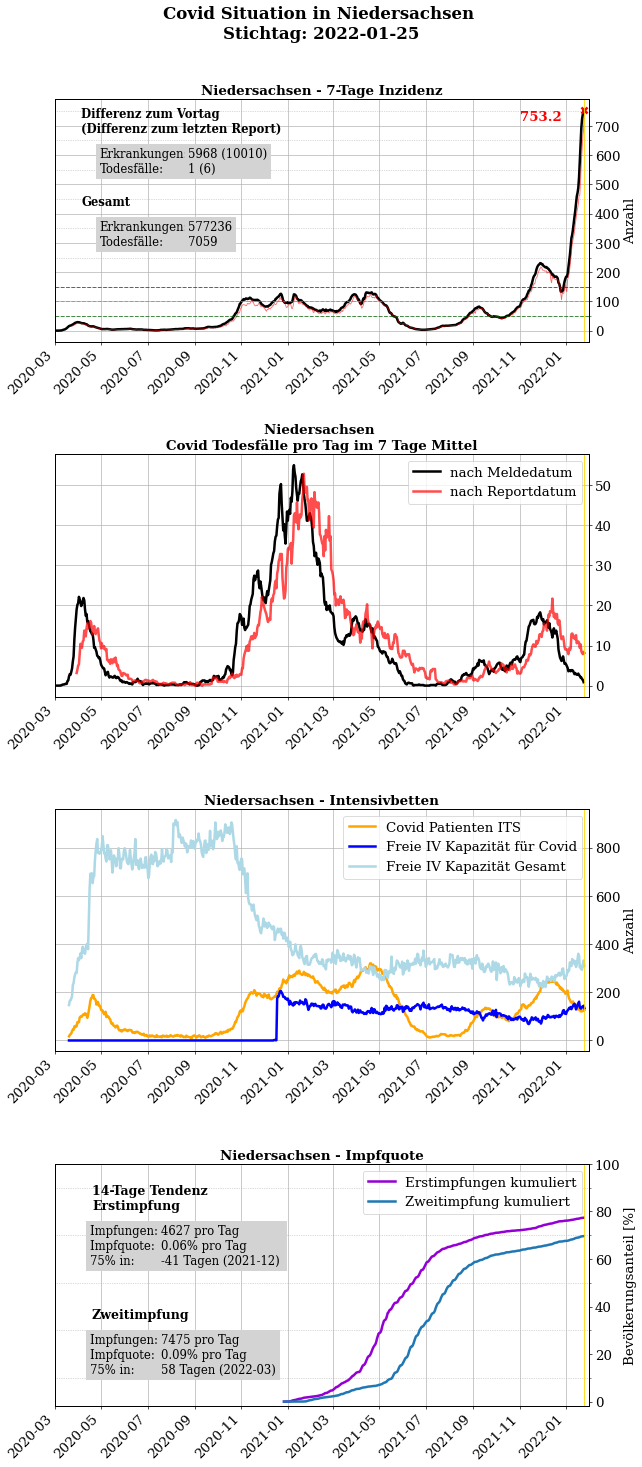 Covid Situation in Niedersachsen
Stichtag: 2022-01-25
Niedersachsen - 7-Tage Inzidenz
Differenz zum Vortag
(Differenz zum letzten Report)
Erkrankungen 5968 (10010)
Todesfälle: 1 (6)
Gesamt
Erkrankungen 577236
Todesfälle: 7059
753.2
700
600
500
400
300
200
100
0
Anzahl
2020-03
2020-05
2020-07
2020-09
2020-11
2021-01
2021-03
2021-05
2021-07
2021-09
2021-11
2022-01
Niedersachsen
Covid Todesfälle pro Tag im 7 Tage Mittel
nach Meldedatum
nach Reportdatum
50
40
30
20
10
0
2020-03
2020-05
2020-07
2020-09
2020-11
2021-01
2021-03
2021-05
2021-07
2021-09
2021-11
2022-01
Niedersachsen - Intensivbetten
Covid Patienten ITS
Freie IV Kapazität für Covid
Freie IV Kapazität Gesamt
800
600
400
200
0
Anzahl
2020-03
2020-05
2020-07
2020-09
2020-11
2021-01
2021-03
2021-05
2021-07
2021-09
2021-11
2022-01
Niedersachsen - Impfquote
14-Tage Tendenz
Erstimpfung
Impfungen: 4627 pro Tag
Impfquote: 0.06% pro Tag
75% in: -41 Tagen (2021-12)
Zweitimpfung
Impfungen: 7475 pro Tag
Impfquote: 0.09% pro Tag
75% in: 58 Tagen (2022-03)
Erstimpfungen kumuliert
Zweitimpfung kumuliert
100
80
60
40
20
0
Bevölkerungsanteil [%]
2020-03
2020-05
2020-07
2020-09
2020-11
2021-01
2021-03
2021-05
2021-07
2021-09
2021-11
2022-01